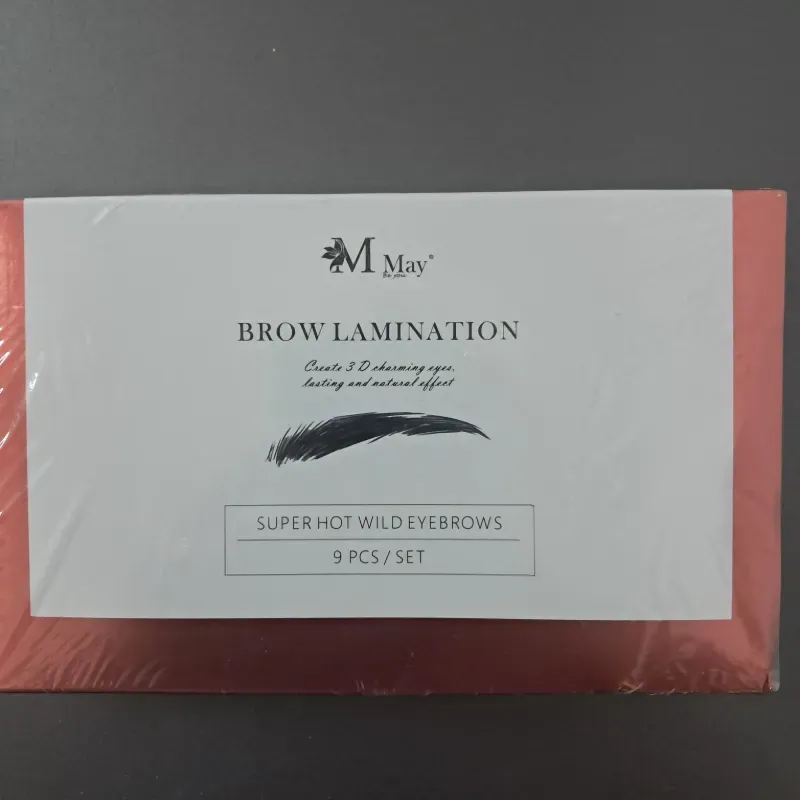 M May®
BROW LAMINATION
Create 3 D charming eyes,
lasting and natural effect
SUPER HOT WILD EYEBROWS
9 PCS / SET